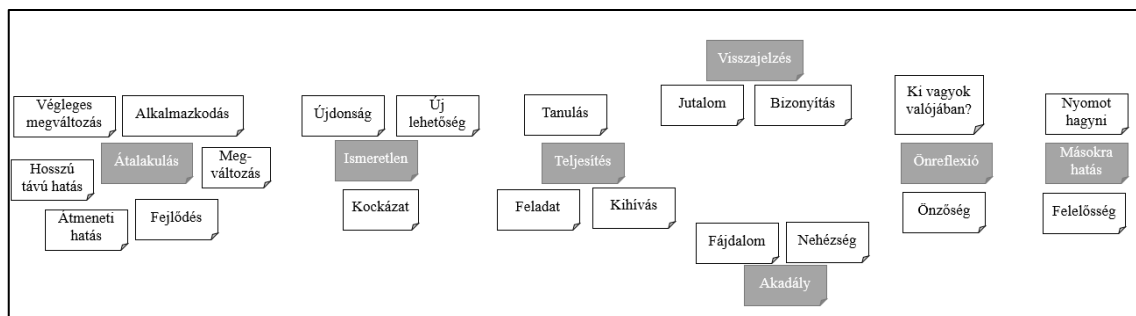 Végleges
megváltozás
Alkalmazkodás
Átalakulás
Meg-
változás
Hosszú
távú hatás
Átmeneti
hatás
Fejlődés
Újdonság
Új
lehetőség
Ismeretlen
Kockázat
Tanulás
Teljesítés
Feladat
Kihívás
Visszajelzés
Jutalom
Bizonyítás
Fájdalom
Nehézség
Akadály
Ki vagyok
valójában?
Önreflexió
Önzőség
Nyomot
hagyni
Másokra
hatás
Felelősség